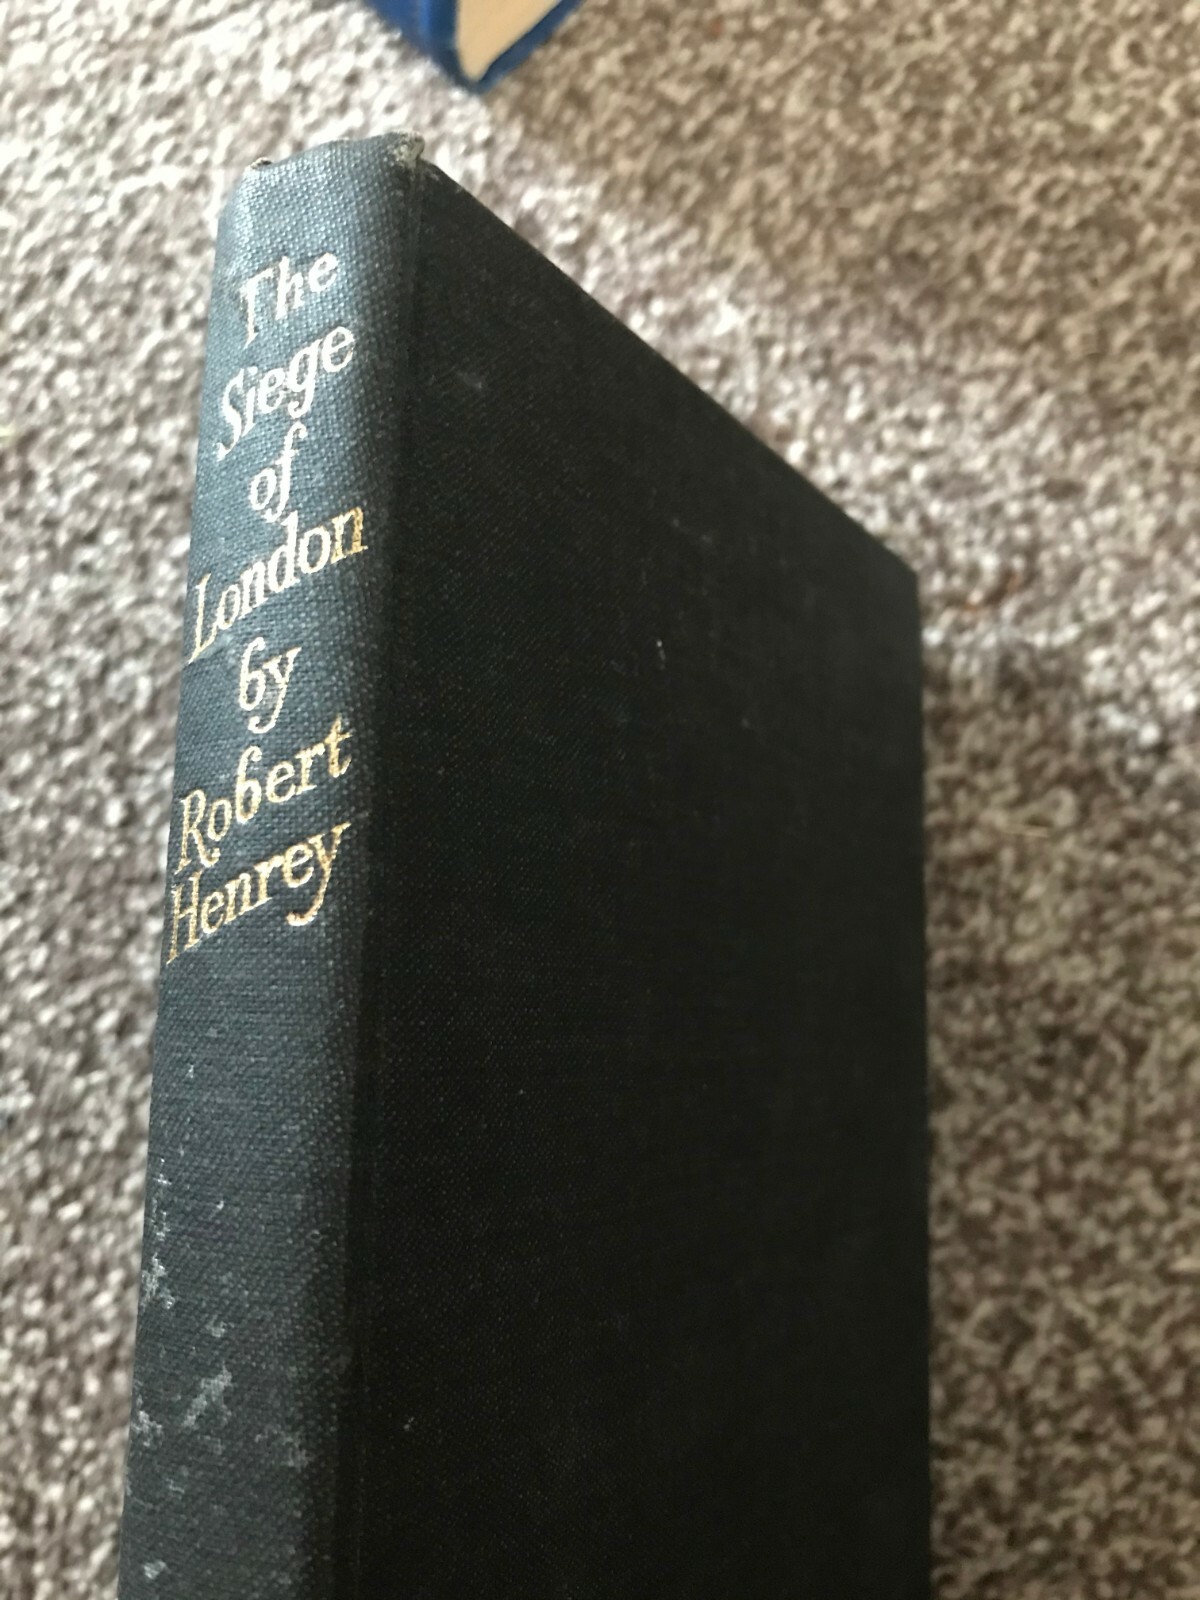 The
Siege
of
London
by
Robert
Henrey